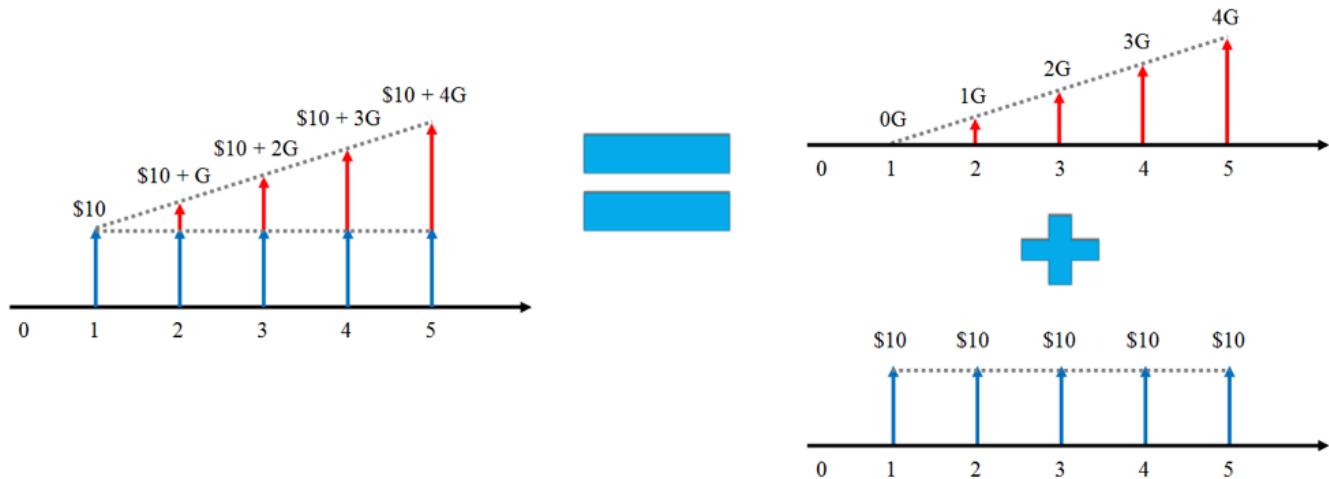 $10 + 4G
$10 + 3G
$10 + 2G
$10 + G
$10
0 1 2 3 4 5
4G
3G
2G
1G
0G
0 1 2 3 4 5
$10 $10 $10 $10 $10
0 1 2 3 4 5